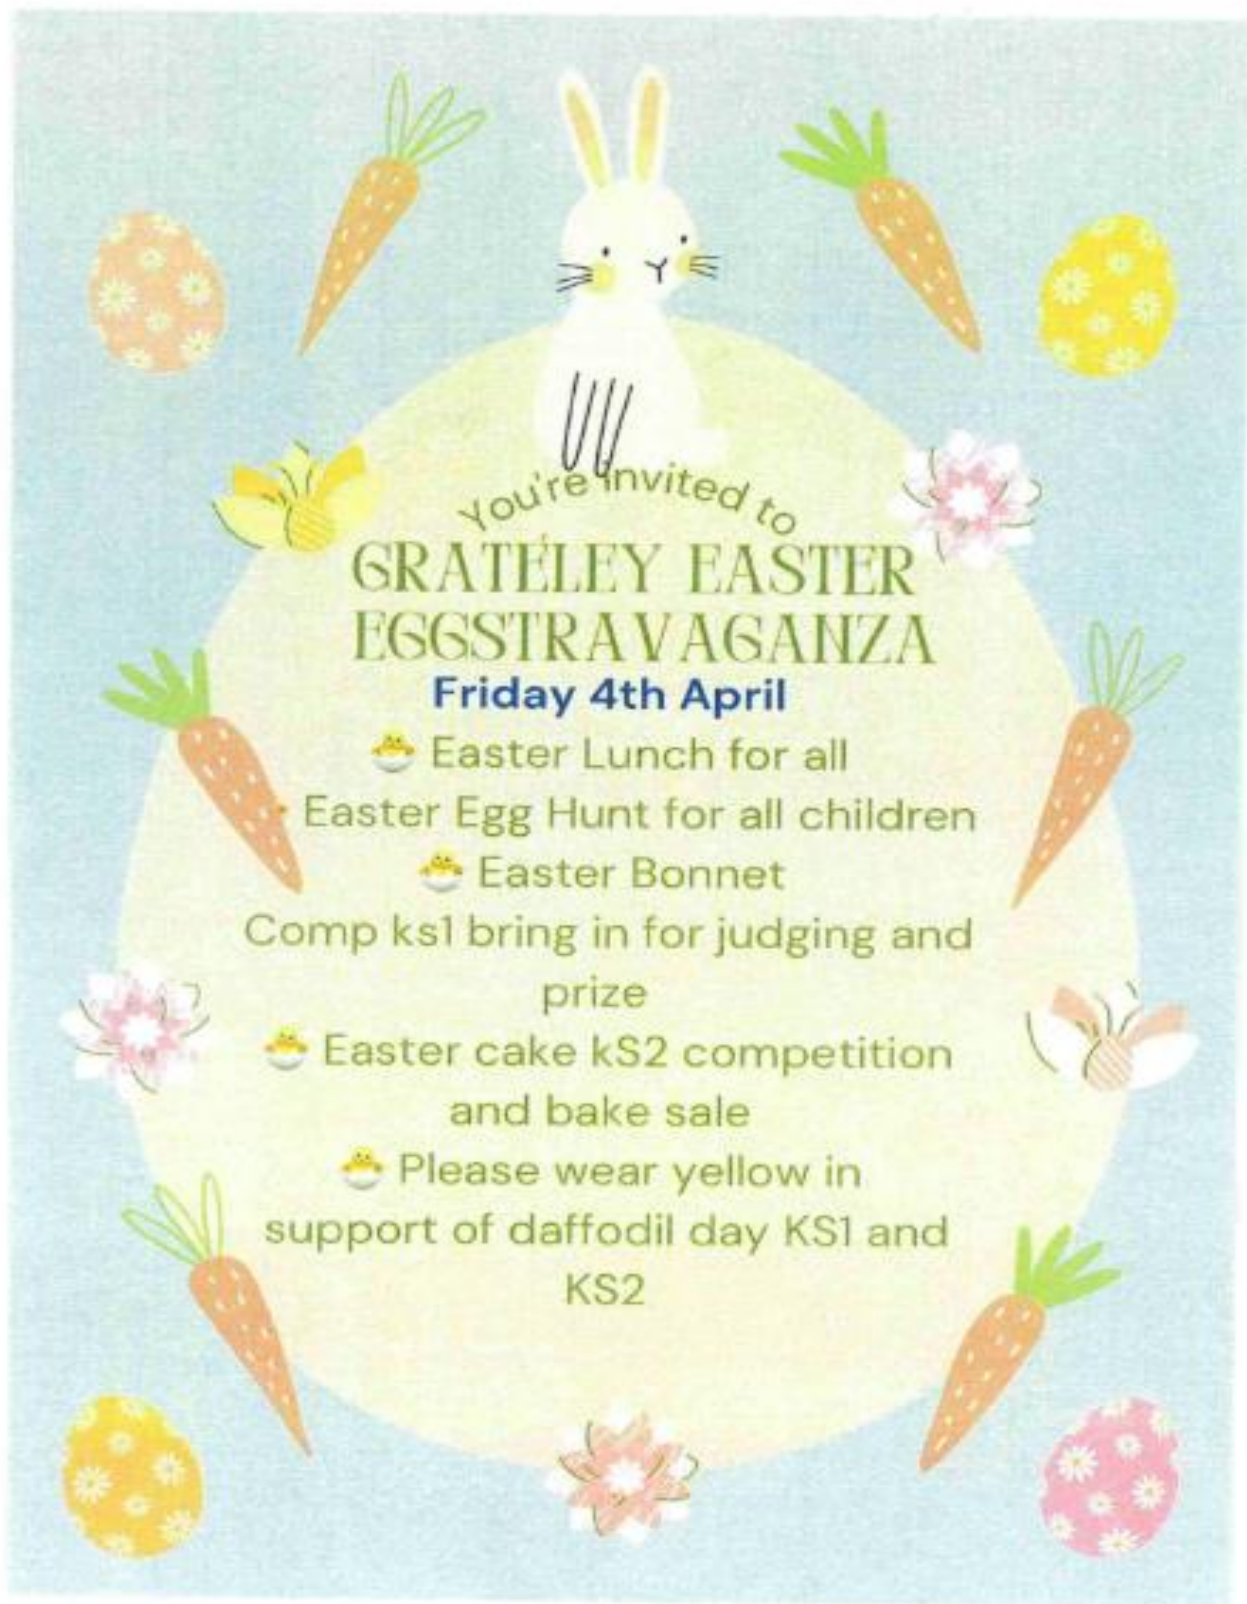 You're invited to
GRATELEY EASTER
EGGSTRAVAGANZA
Friday 4th April
🐣 Easter Lunch for all
Easter Egg Hunt for all children
🐣 Easter Bonnet
Comp ks1 bring in for judging and
prize
🐣 Easter cake kS2 competition
and bake sale
🐣 Please wear yellow in
support of daffodil day KS1 and
KS2